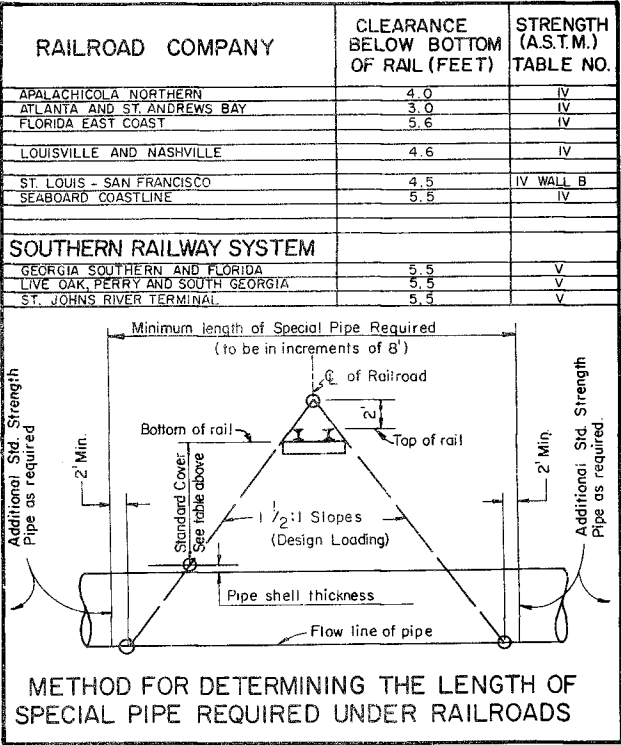 RAILROAD COMPANY
CLEARANCE
BELOW BOTTOM
OF RAIL (FEET)
STRENGTH
(A.S.T.M.)
TABLE NO.
APALACHICOLA NORTHERN 4.0 IV
ATLANTA AND ST. ANDREWS BAY 3.0 IV
FLORIDA EAST COAST 5.6 IV
LOUISVILLE AND NASHVILLE 4.6 IV
ST. LOUIS - SAN FRANCISCO 4.5 IV WALL B
SEABOARD COASTLINE 5.5 IV
SOUTHERN RAILWAY SYSTEM
GEORGIA SOUTHERN AND FLORIDA 5.5 V
LIVE OAK, PERRY AND SOUTH GEORGIA 5.5 V
ST. JOHNS RIVER TERMINAL 5.5 V
Minimum length of Special Pipe Required
(to be in increments of 8')
℄ of Railroad
2'
Bottom of rail
Top of rail
Additional Std. Strength
Pipe as required
2' Min.
Standard Cover
See table above
1 1/2:1 Slopes
(Design Loading)
2' Min.
Additional Std. Strength
Pipe as required.
Pipe shell thickness
Flow line of pipe
METHOD FOR DETERMINING THE LENGTH OF
SPECIAL PIPE REQUIRED UNDER RAILROADS